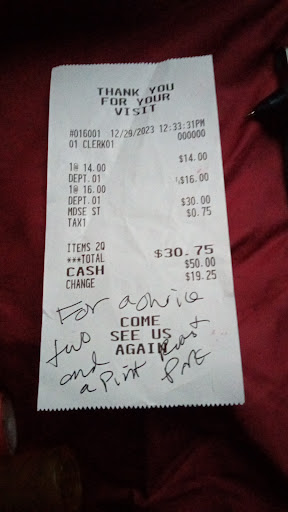 THANK YOU
FOR YOUR
VISIT
#016001 12/29/2023 12:33:31PM
01 CLERK01 000000
1@ 14.00 $14.00
DEPT.01
1@ 16.00 $16.00
DEPT.01
MDSE ST $30.00
TAX1 $0.75
ITEMS 2Q
***TOTAL $30.75
CASH $50.00
CHANGE $19.25
For a
two
COME
SEE US
AGAIN
and
a Pint